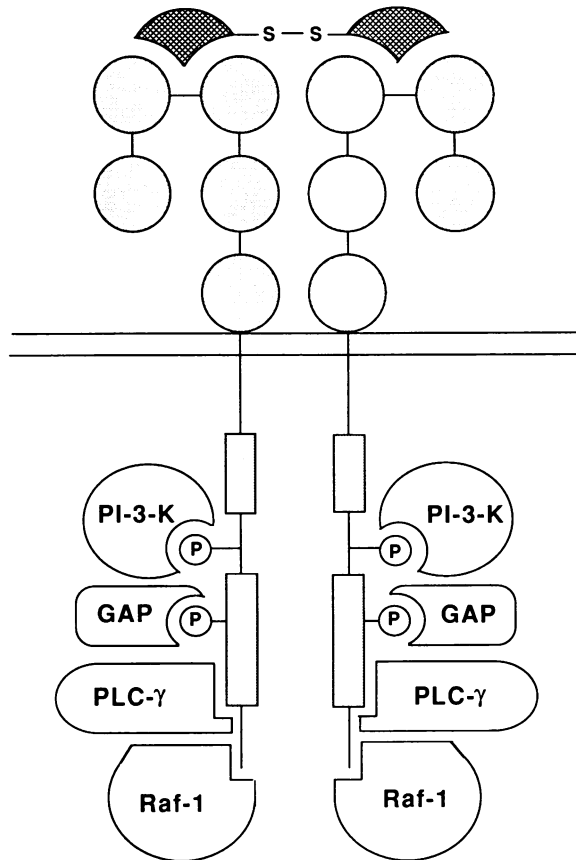 S — S
PI-3-K PI-3-K
P P
GAP P P GAP
PLC-γ PLC-γ
Raf-1 Raf-1